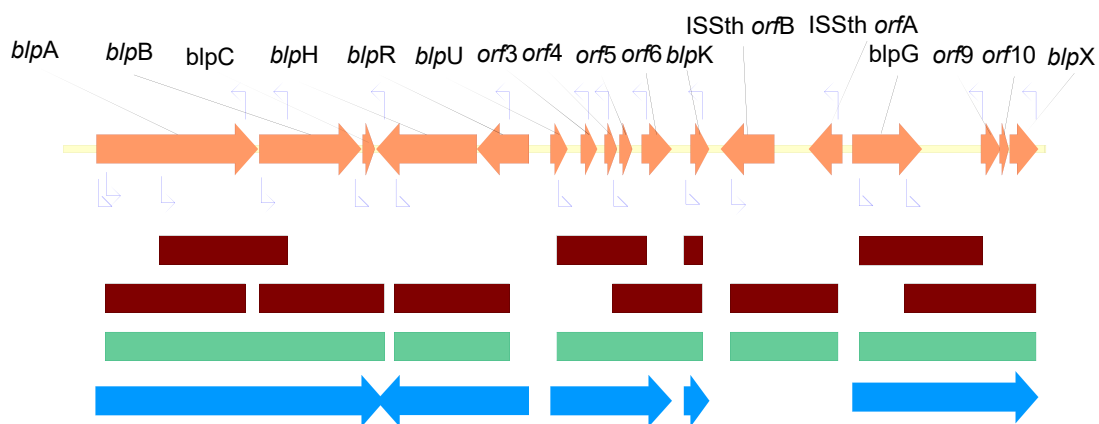 ISSth orfB ISSth orfA
blpA blpB blpC blpH blpR blpU orf3 orf4 orf5 orf6 blpK blpG orf9 orf10 blpX